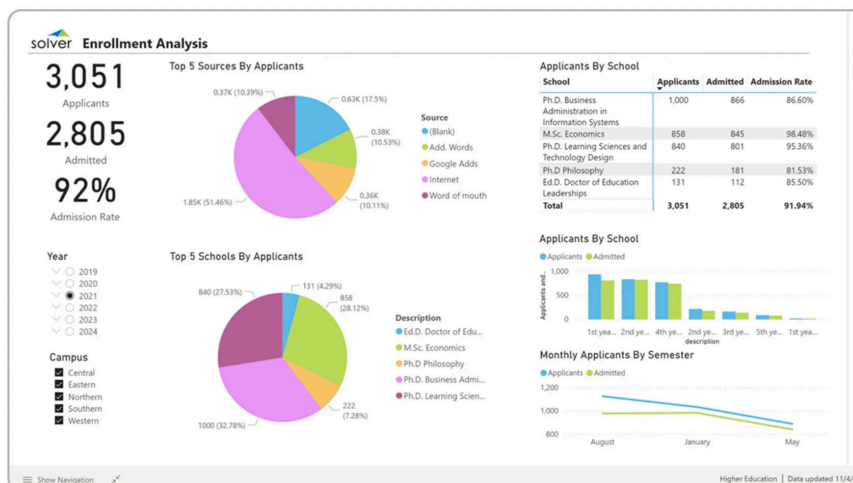 solver Enrollment Analysis
3,051
Applicants
2,805
Admitted
92%
Admission Rate
Year
2019
2020
2021
2022
2023
2024
Campus
Central
Eastern
Northern
Southern
Western
Top 5 Sources By Applicants
0.37K (10.39%)
0.63K (17.5%)
0.38K
(10.53%)
0.36K
(10.11%)
1.85K (51.46%)
Source
(Blank)
Add. Words
Google Adds
Internet
Word of mouth
Top 5 Schools By Applicants
840 (27.53%)
131 (4.29%)
858
(28.12%)
222
(7.28%)
1000 (32.78%)
Description
Ed.D. Doctor of Edu...
M.Sc. Economics
Ph.D Philosophy
Ph.D. Business Admi...
Ph.D. Learning Scien...
Applicants By School
School Applicants Admitted Admission Rate
Ph.D. Business 1,000 866 86.60%
Administration in
Information Systems
M.Sc. Economics 858 845 98.48%
Ph.D. Learning Sciences and 840 801 95.36%
Technology Design
Ph.D Philosophy 222 181 81.53%
Ed.D. Doctor of Education 131 112 85.50%
Leaderships
Total 3,051 2,805 91.94%
Applicants By School
Applicants Admitted
Applicants and...
1,000
500
0
1st yea... 2nd yea... 4th yea... 2nd ye... 3rd yea... 5th yea... 1st yea...
description
Monthly Applicants By Semester
Applicants Admitted
1,200
1,000
800
August January May
Show Navigation
Higher Education | Data updated 11/4/